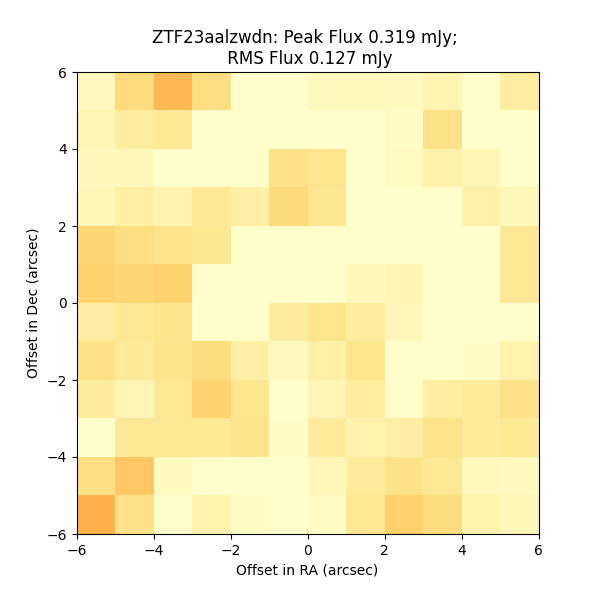 ZTF23aalzwdn: Peak Flux 0.319 mJy;
RMS Flux 0.127 mJy
6
4
2
0
−2
−4
−6
Offset in Dec (arcsec)
−6 −4 −2 0 2 4 6
Offset in RA (arcsec)